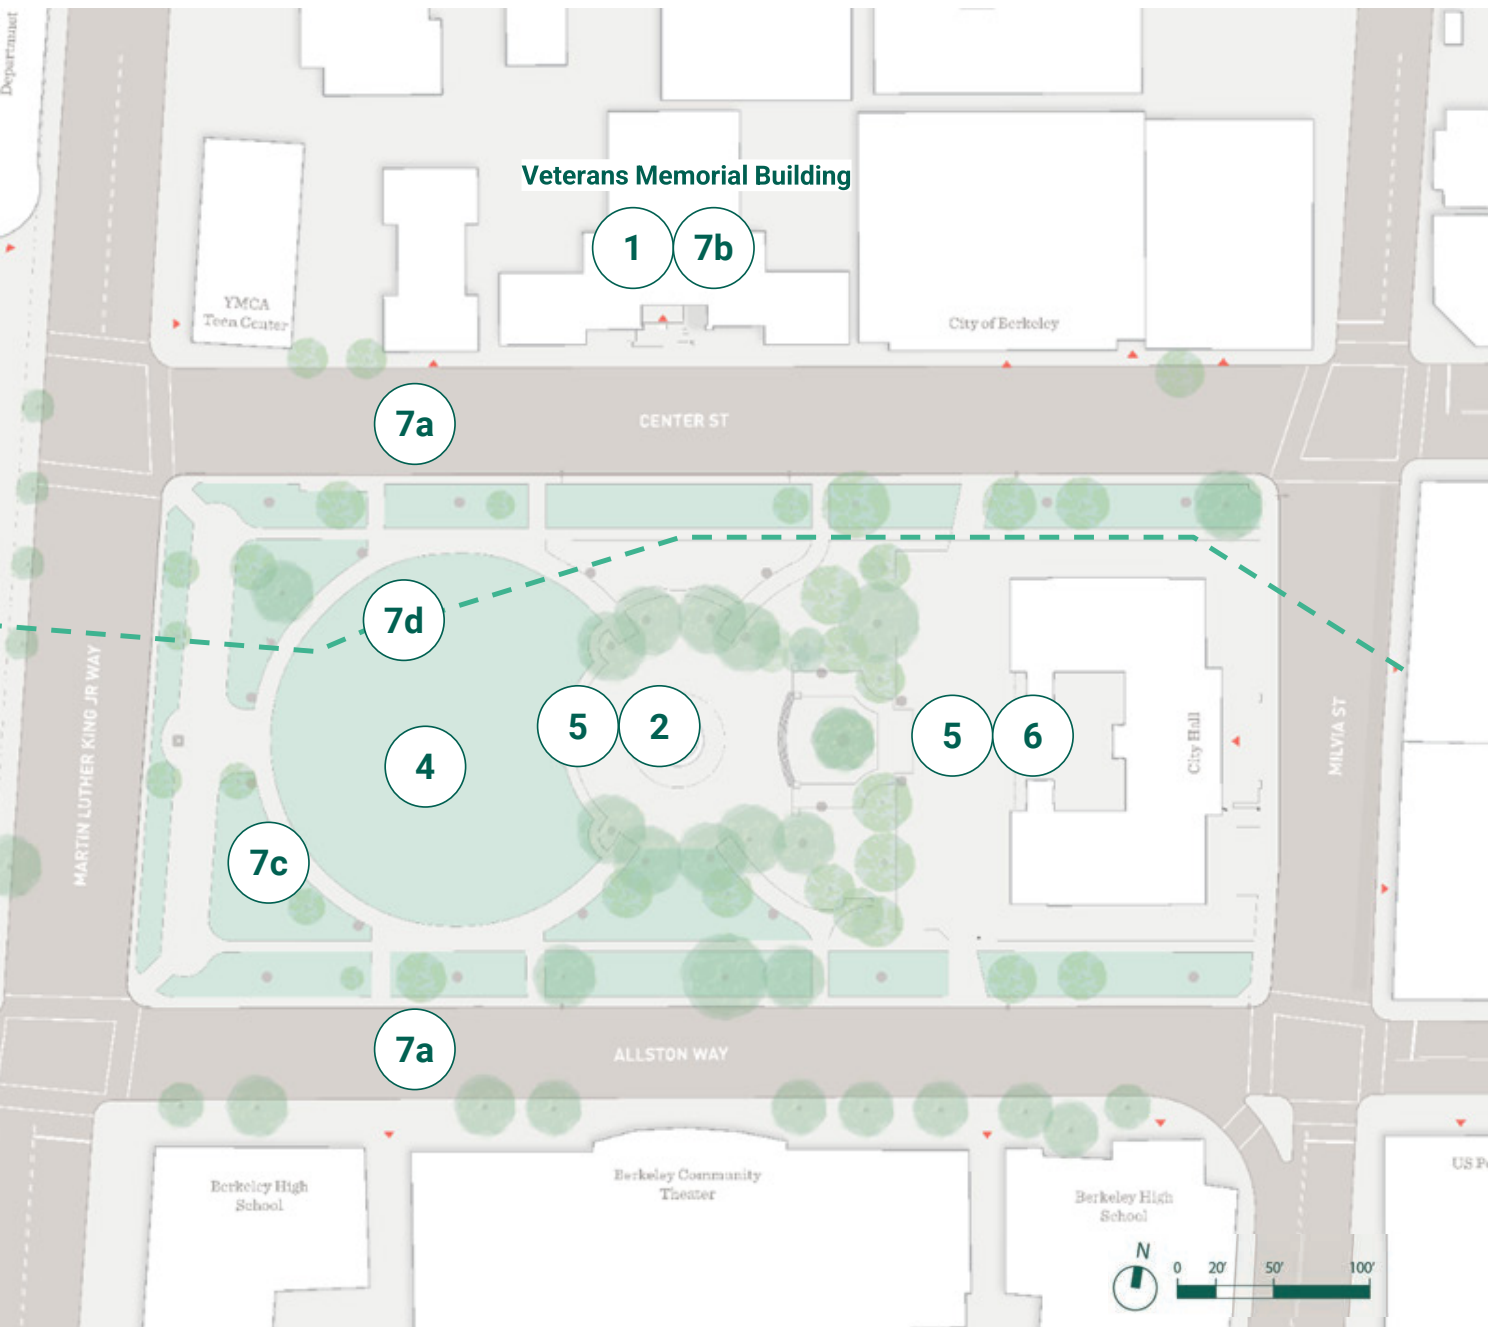 Department
Veterans Memorial Building
1
7b
YMCA
Teen Center
City of Berkeley
7a
CENTER ST
7d
MARTIN LUTHER KING JR WAY
5
2
4
5
6
City Hall
MILVIA ST
7c
7a
ALLSTON WAY
Berkeley High
School
Berkeley Community
Theater
Berkeley High
School
US
N
0 20' 50' 100'